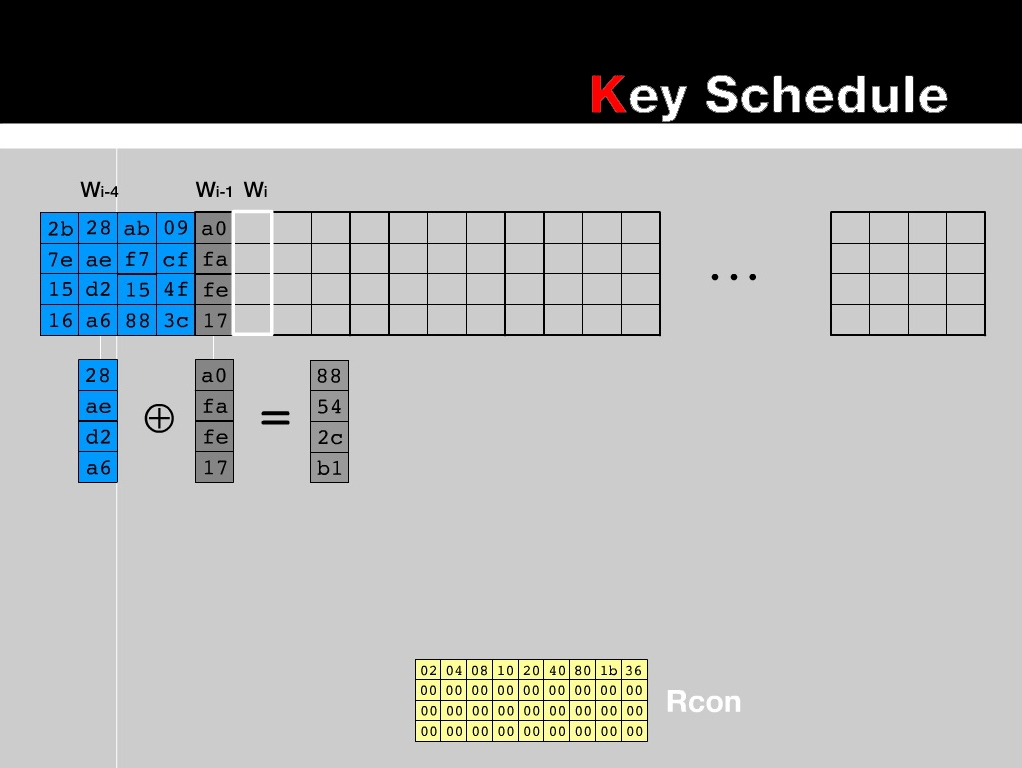 Key Schedule
Wi-4 Wi-1 Wi
2b 28 ab 09 a0
7e ae f7 cf fa
15 d2 15 4f fe
16 a6 88 3c 17
...
28 a0 88
ae fa 54
⊕ =
d2 fe 2c
a6 17 b1
02 04 08 10 20 40 80 1b 36
00 00 00 00 00 00 00 00 00
Rcon
00 00 00 00 00 00 00 00 00
00 00 00 00 00 00 00 00 00